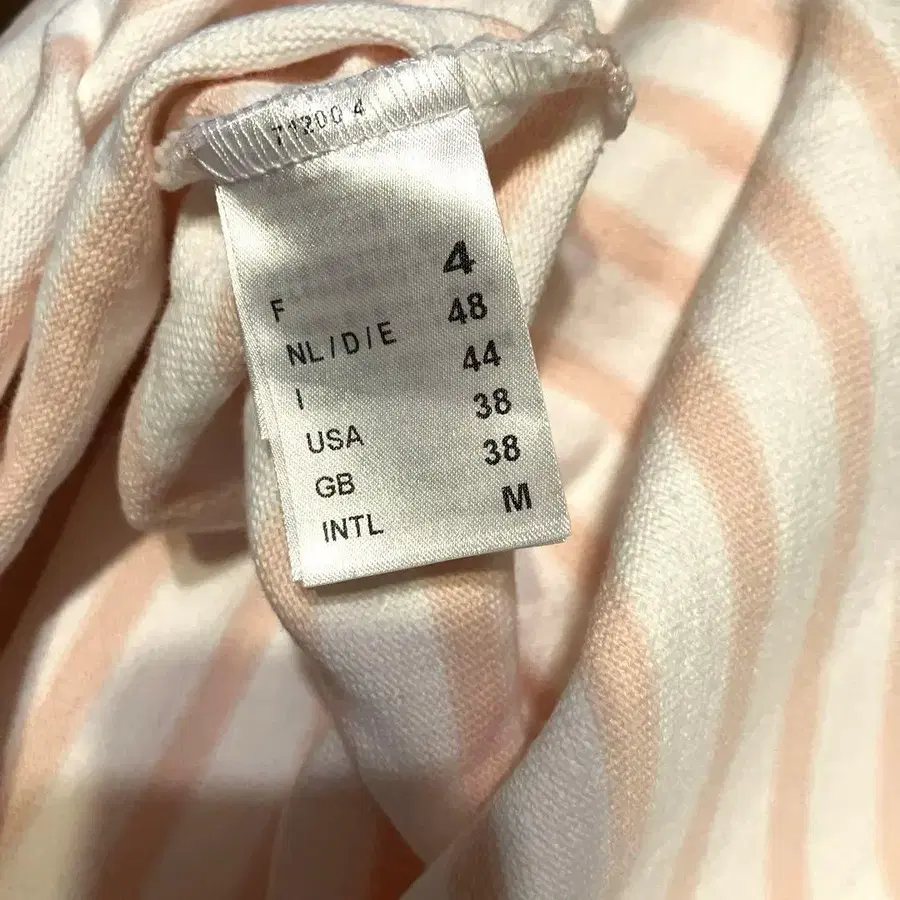 71200 4
F 4
NL/D/E 48
I 44
USA 38
GB 38
INTL M